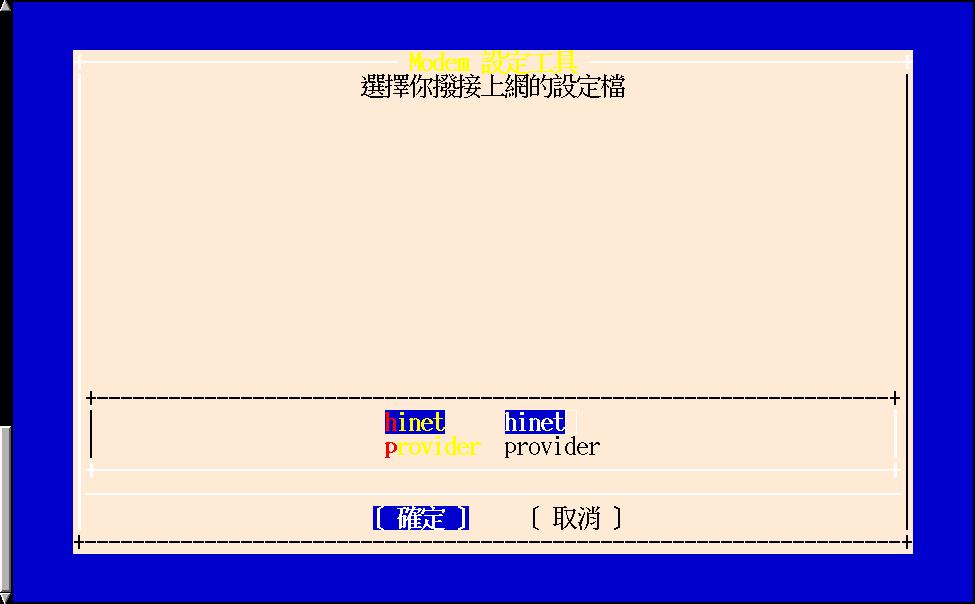 Modem 設定工具
選擇你撥接上網的設定檔
hinet hinet
provider provider
[ 確定 ] [ 取消 ]